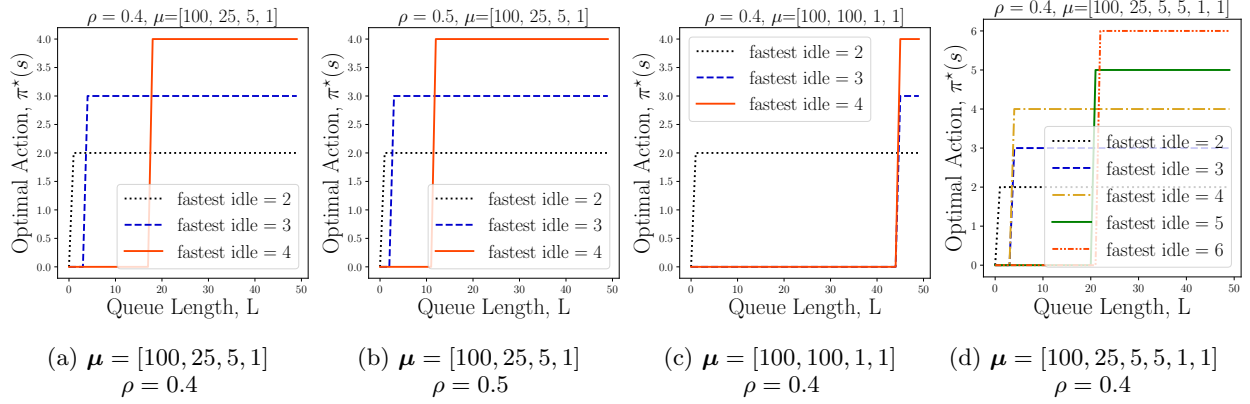 ρ = 0.4, μ=[100, 25, 5, 1]
Optimal Action, π*(s)
4.0
3.5
3.0
2.5
2.0
1.5
1.0
0.5
0.0
fastest idle = 2
fastest idle = 3
fastest idle = 4
0 10 20 30 40 50
Queue Length, L
(a) μ = [100, 25, 5, 1]
ρ = 0.4
ρ = 0.5, μ=[100, 25, 5, 1]
Optimal Action, π*(s)
4.0
3.5
3.0
2.5
2.0
1.5
1.0
0.5
0.0
fastest idle = 2
fastest idle = 3
fastest idle = 4
0 10 20 30 40 50
Queue Length, L
(b) μ = [100, 25, 5, 1]
ρ = 0.5
ρ = 0.4, μ=[100, 100, 1, 1]
Optimal Action, π*(s)
4.0
3.5
3.0
2.5
2.0
1.5
1.0
0.5
0.0
fastest idle = 2
fastest idle = 3
fastest idle = 4
0 10 20 30 40 50
Queue Length, L
(c) μ = [100, 100, 1, 1]
ρ = 0.4
ρ = 0.4, μ=[100, 25, 5, 5, 1, 1]
Optimal Action, π*(s)
6
5
4
3
2
1
0
fastest idle = 2
fastest idle = 3
fastest idle = 4
fastest idle = 5
fastest idle = 6
0 10 20 30 40 50
Queue Length, L
(d) μ = [100, 25, 5, 5, 1, 1]
ρ = 0.4